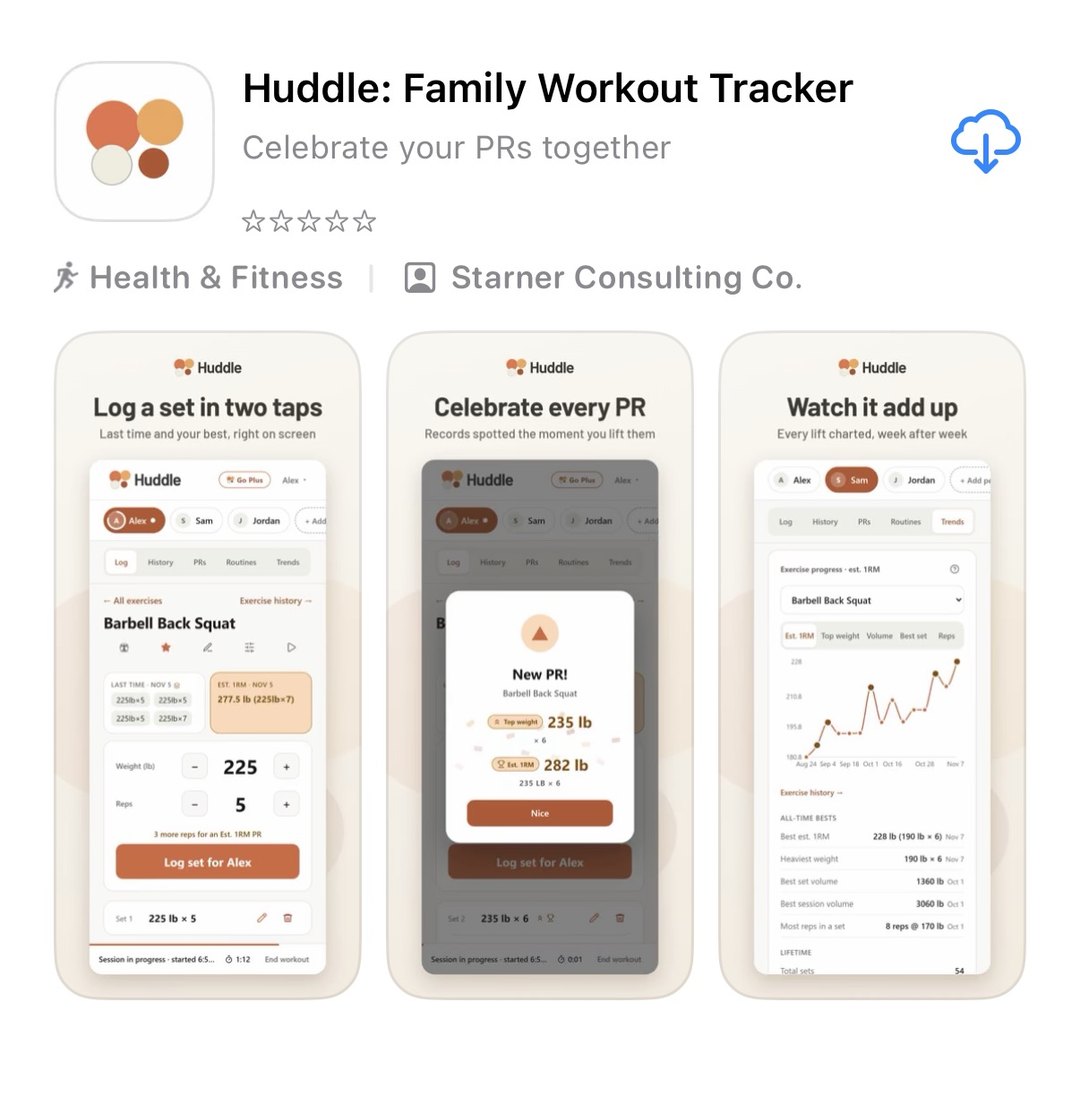 Huddle: Family Workout Tracker
Celebrate your PRs together
Health & Fitness
Starner Consulting Co.
Huddle
Log a set in two taps
Last time and your best, right on screen
Huddle
Go Plus
Alex
A Alex
S Sam
J Jordan
+ Add
Log History PRs Routines Trends
← All exercises
Exercise history →
Barbell Back Squat
LAST TIME · NOV 5
225lb×5 225lb×5
225lb×5 225lb×7
EST. 1RM · NOV 5
277.5 lb (225lb×7)
Weight (lb) − 225 +
Reps − 5 +
3 more reps for an Est. 1RM PR
Log set for Alex
Set 1 225 lb × 5
Session in progress · started 6:5... 1:12 End workout
Huddle
Celebrate every PR
Records spotted the moment you lift them
Huddle
Go Plus
Alex
A Alex
S Sam
J Jordan
+ Add
Log History PRs Routines Trends
B
New PR!
Barbell Back Squat
Top weight 235 lb
× 6
Est. 1RM 282 lb
235 LB × 6
Nice
Log set for Alex
Set 2 235 lb × 6
Session in progress · started 6:5... 0:01 End workout
Huddle
Watch it add up
Every lift charted, week after week
A Alex
S Sam
J Jordan
+ Add pe
Log History PRs Routines Trends
Exercise progress · est. 1RM
Barbell Back Squat
Est. 1RM Top weight Volume Best set Reps
228
210.8
195.8
180.8
Aug 24 Sep 4 Sep 18 Oct 1 Oct 16 Oct 28 Nov 7
Exercise history →
ALL-TIME BESTS
Best est. 1RM 228 lb (190 lb × 6) Nov 7
Heaviest weight 190 lb × 6 Nov 7
Best set volume 1360 lb Oct 1
Best session volume 3060 lb Oct 1
Most reps in a set 8 reps @ 170 lb Oct 1
LIFETIME
Total sets 54